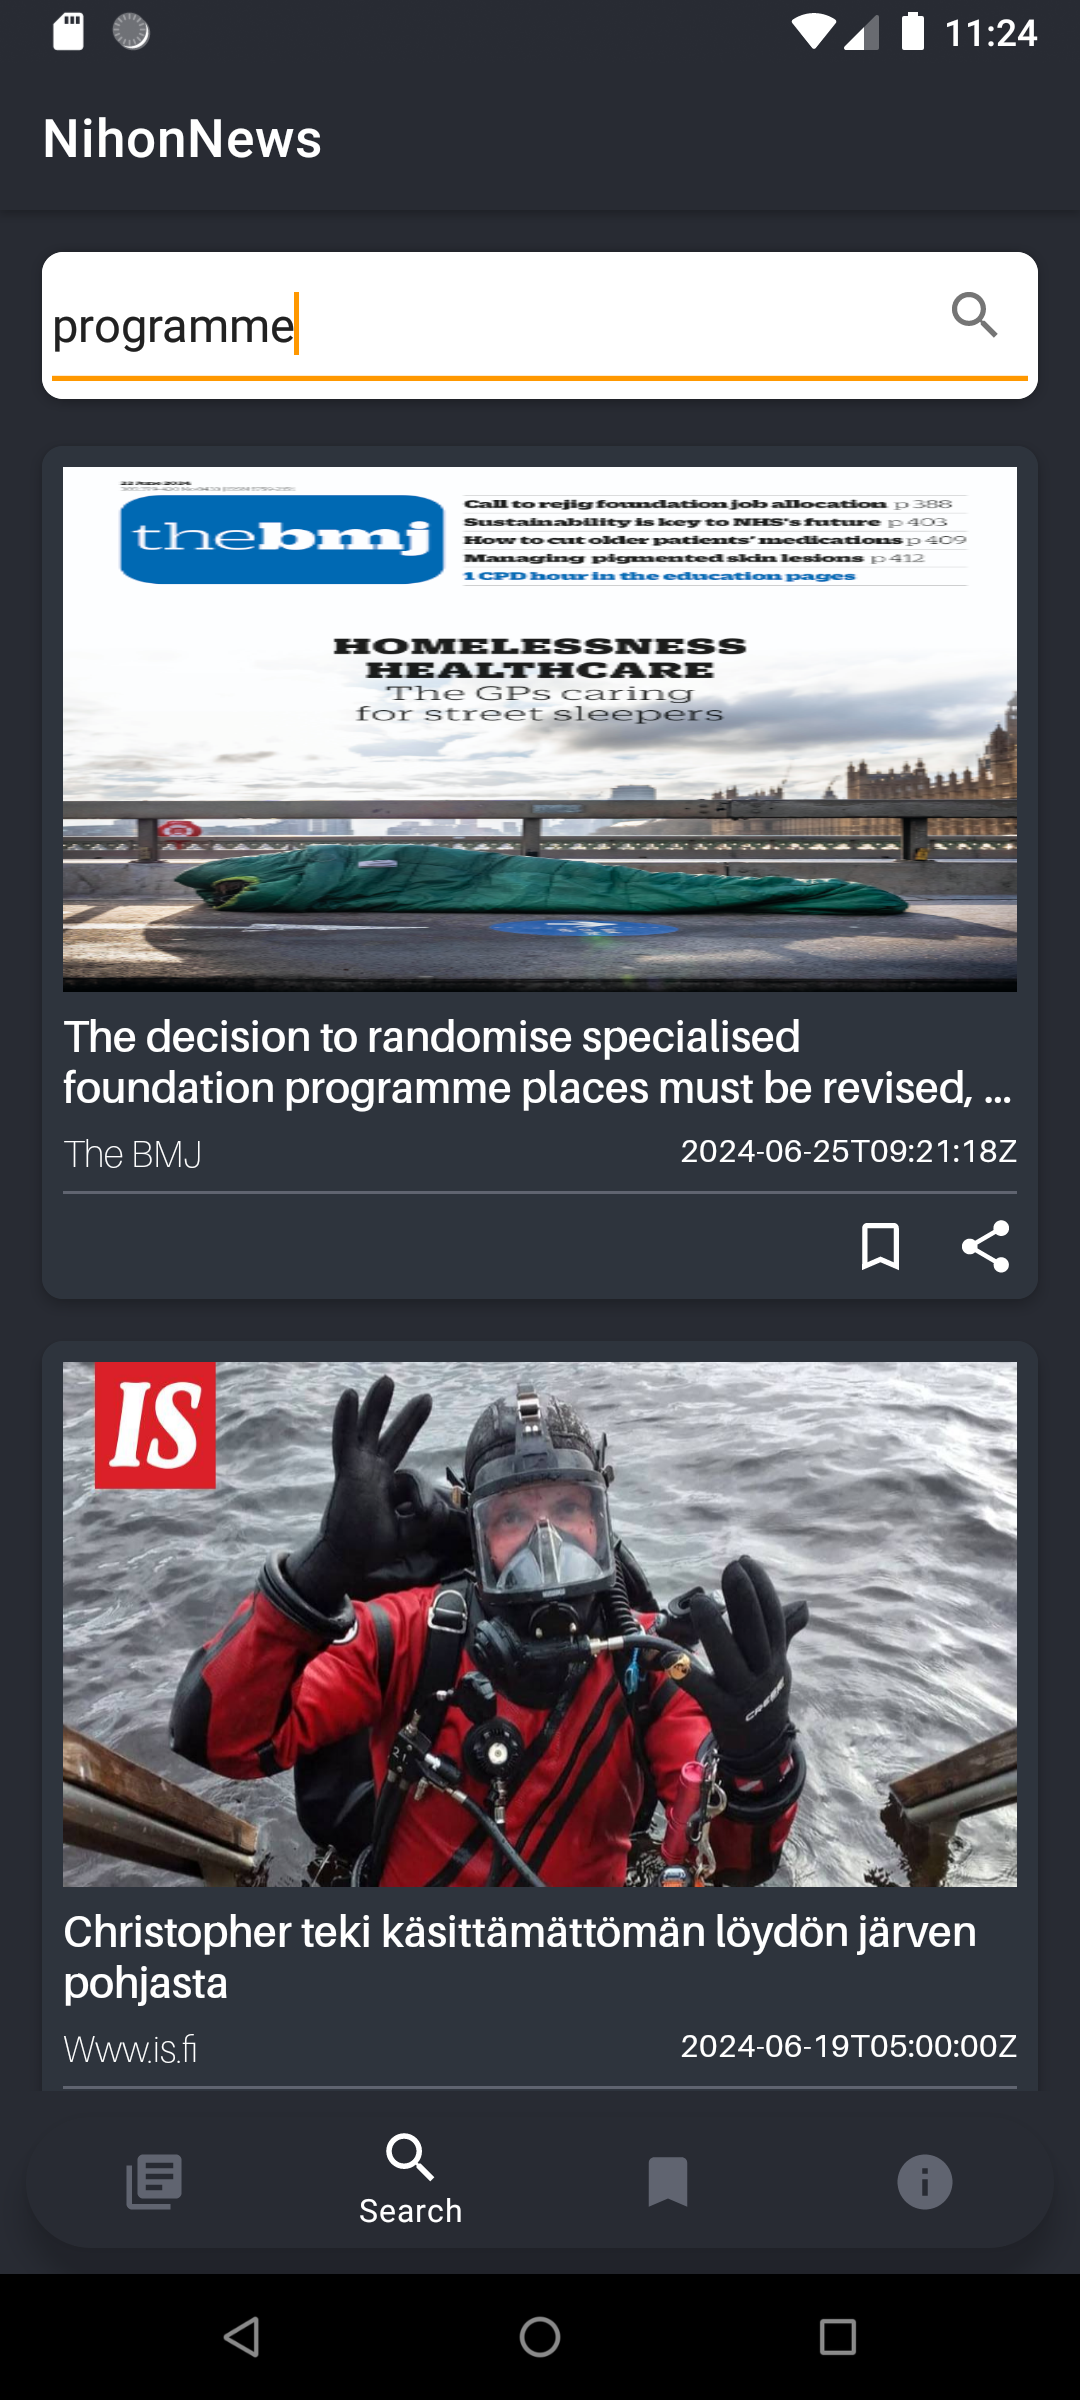 11:24
NihonNews
programme
22 June 2024
thebmj
Call to rejig foundation job allocation p 388
Sustainability is key to NHS's future p 403
How to cut older patients' medications p 409
Managing pigmented skin lesions p 412
1 CPD hour in the education pages
HOMELESSNESS
HEALTHCARE
The GPs caring
for street sleepers
The decision to randomise specialised
foundation programme places must be revised, ...
The BMJ
2024-06-25T09:21:18Z
IS
Christopher teki käsittämättömän löydön järven
pohjasta
Www.is.fi
2024-06-19T05:00:00Z
Search